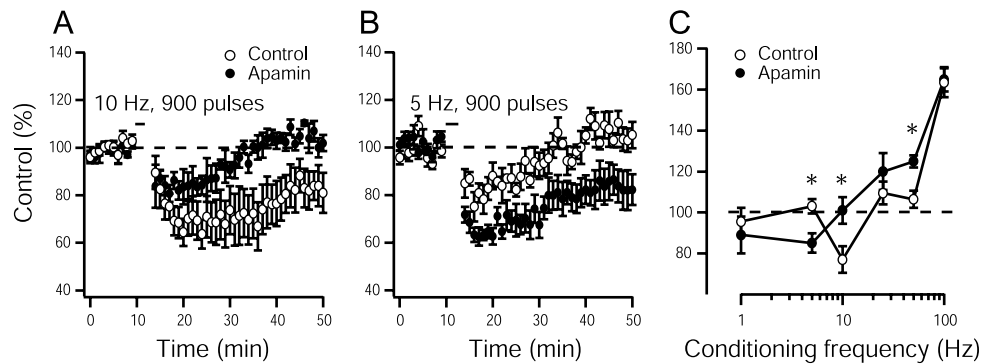 A
B
C
Control (%)
120
100
80
60
40
Control
Apamin
10 Hz, 900 pulses
0 10 20 30 40 50
Time (min)
120
100
80
60
40
Control
Apamin
5 Hz, 900 pulses
0 10 20 30 40 50
Time (min)
180
160
140
120
100
80
Control
Apamin
* * *
1 10 100
Conditioning frequency (Hz)